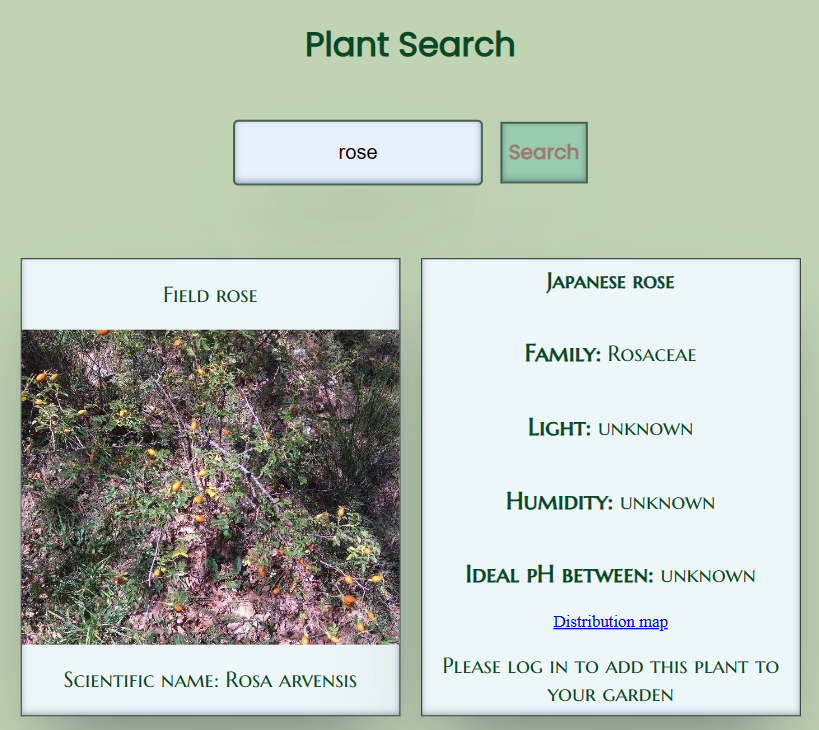 Plant Search
rose
Search
Field rose
Scientific name: Rosa arvensis
Japanese rose
Family: Rosaceae
Light: unknown
Humidity: unknown
Ideal pH between: unknown
Distribution map
Please log in to add this plant to
your garden